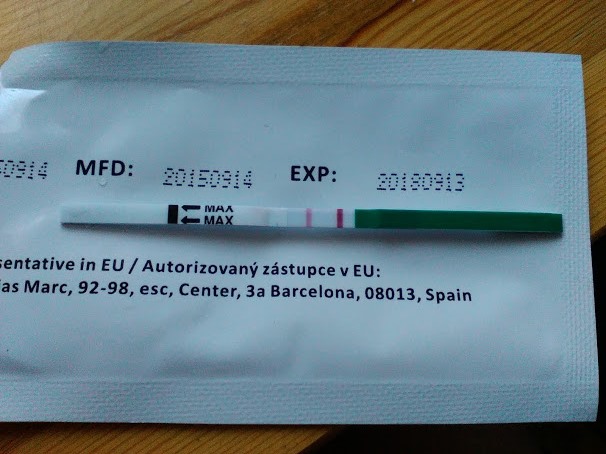 0914 MFD: 20150914 EXP: 20180913
MAX
MAX
sentative in EU / Autorizovaný zástupce v EU:
ias Marc, 92-98, esc, Center, 3a Barcelona, 08013, Spain